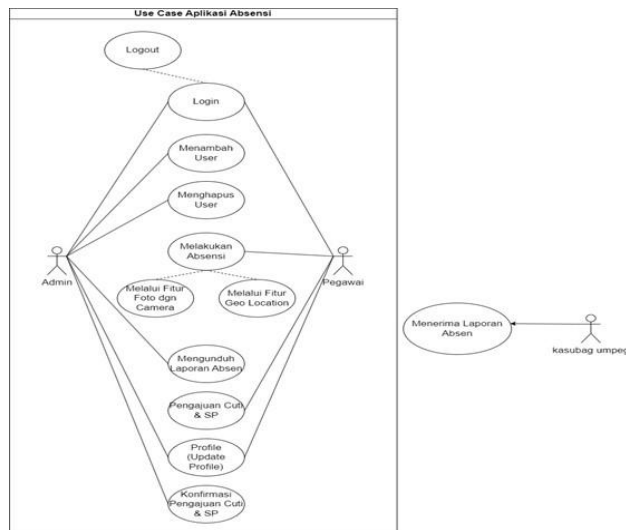 Use Case Aplikasi Absensi
Logout
Login
Menambah
User
Menghapus
User
Melakukan
Absensi
Admin
Pegawai
Melalui Fitur
Foto dgn
Camera
Melalui Fitur
Geo Location
Menerima Laporan
Absen
kasubag umpeg
Mengunduh
Laporan Absen
Pengajuan Cuti
& SP
Profile
(Update
Profile)
Konfirmasi
Pengajuan Cuti
& SP